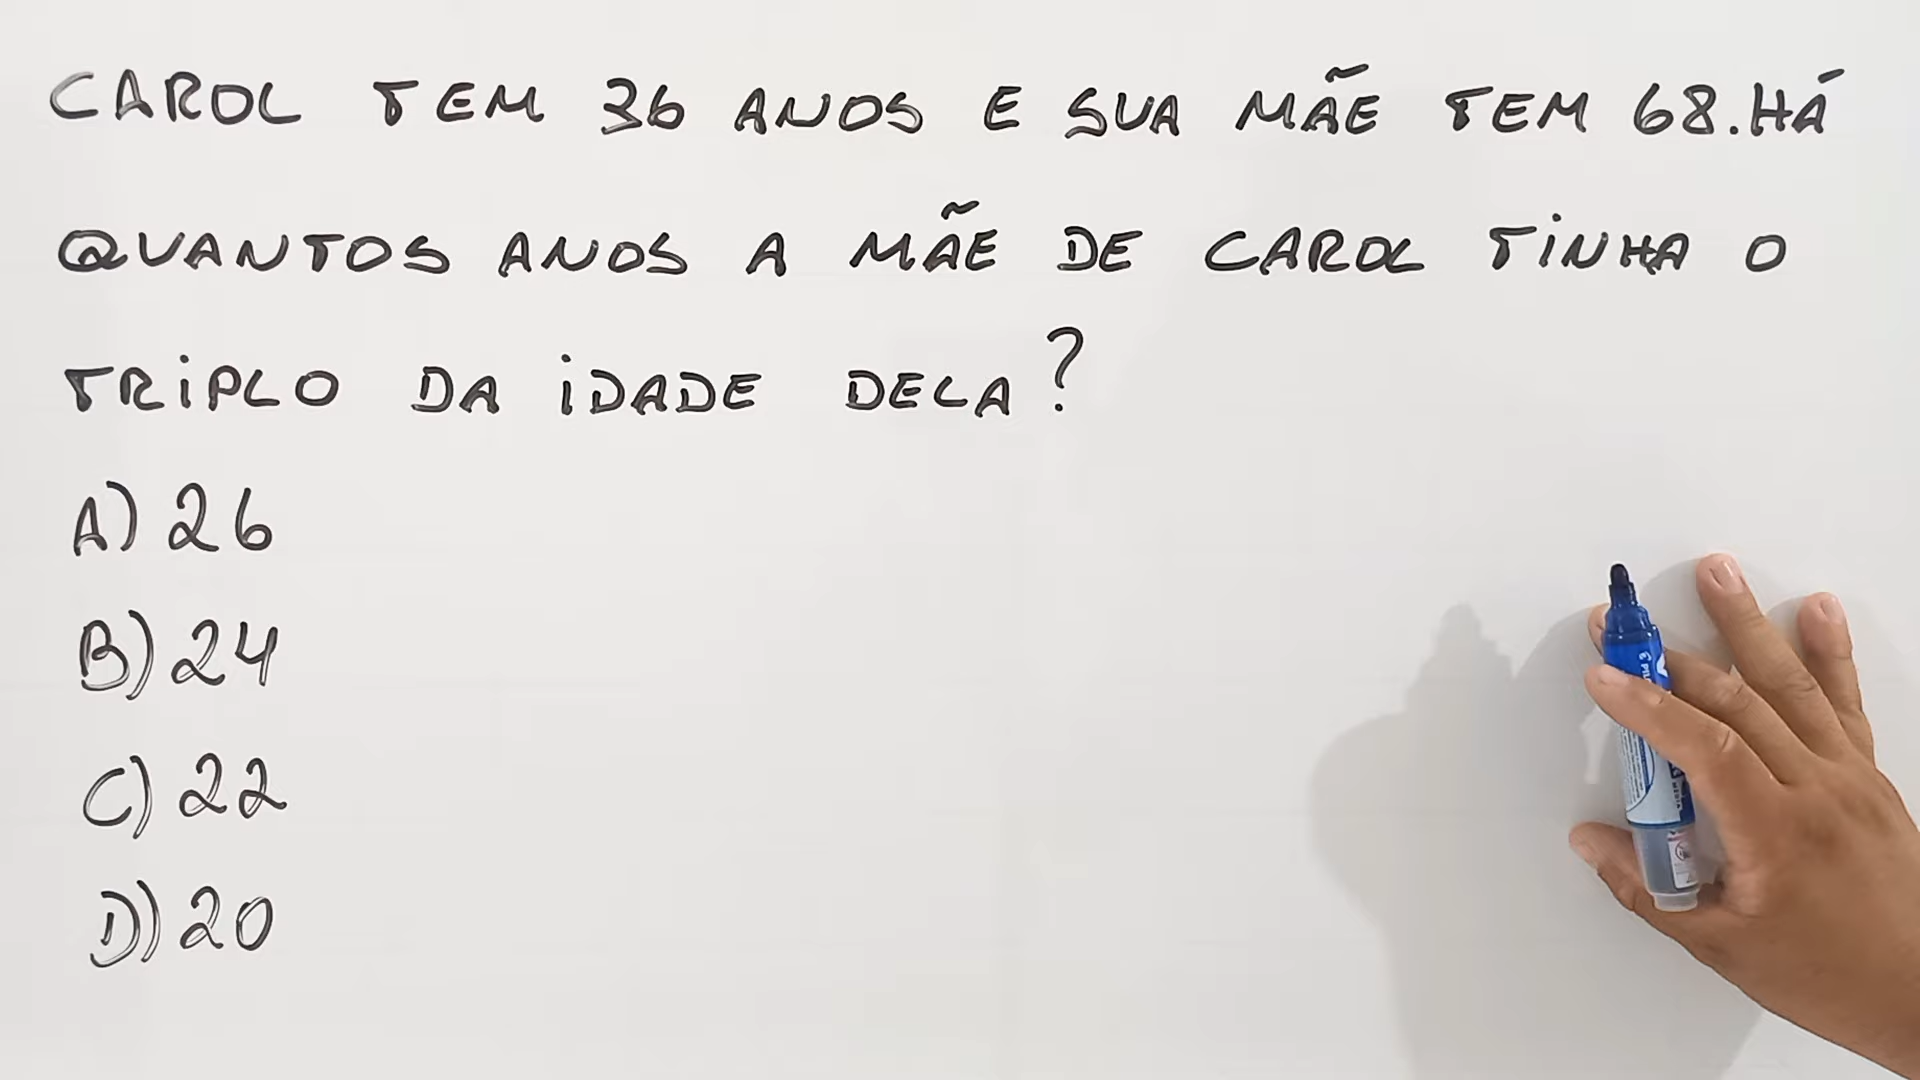 CAROL TEM 36 ANOS E SUA MÃE TEM 68. HÁ
QUANTOS ANOS A MÃE DE CAROL TINHA O
TRIPLO DA IDADE DELA?
A) 26
B) 24
C) 22
D) 20